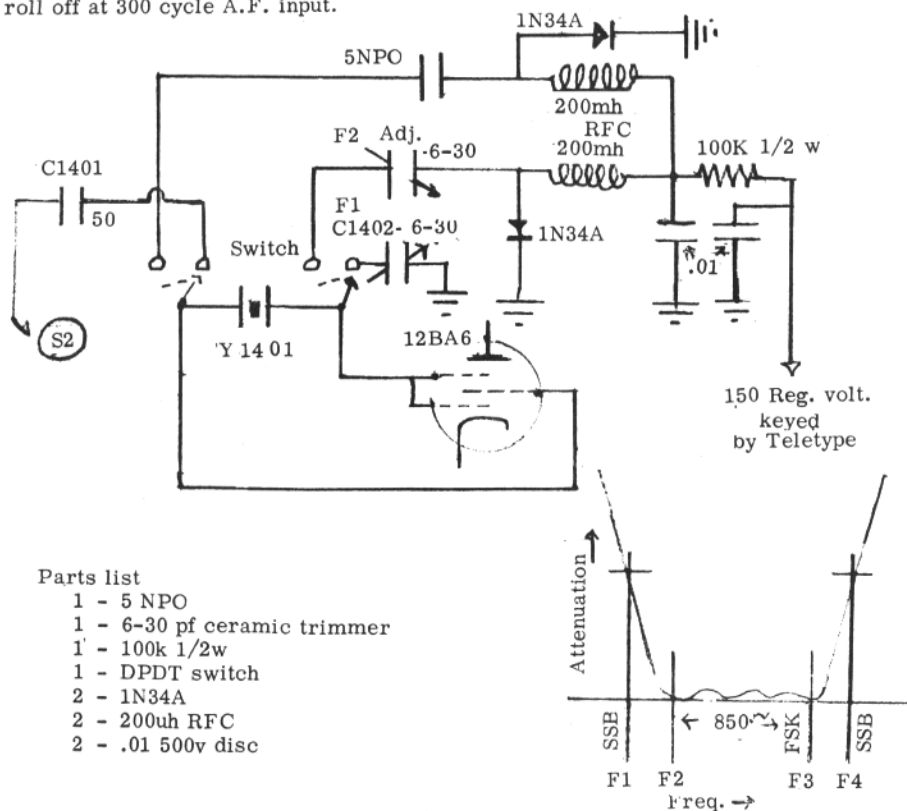 roll off at 300 cycle A.F. input.
1N34A
5NPO
200mh
RFC
200mh
100K 1/2 w
F2 Adj.
-6-30
C1401
50
F1
C1402- 6-30
1N34A
.01
Switch
S2
Y 1401
12BA6
150 Reg. volt.
keyed
by Teletype
Parts list
1 - 5 NPO
1 - 6-30 pf ceramic trimmer
1 - 100k 1/2w
1 - DPDT switch
2 - 1N34A
2 - 200uh RFC
2 - .01 500v disc
Attenuation →
SSB
← 850~ →
FSK
SSB
F1 F2 F3 F4
Freq. →